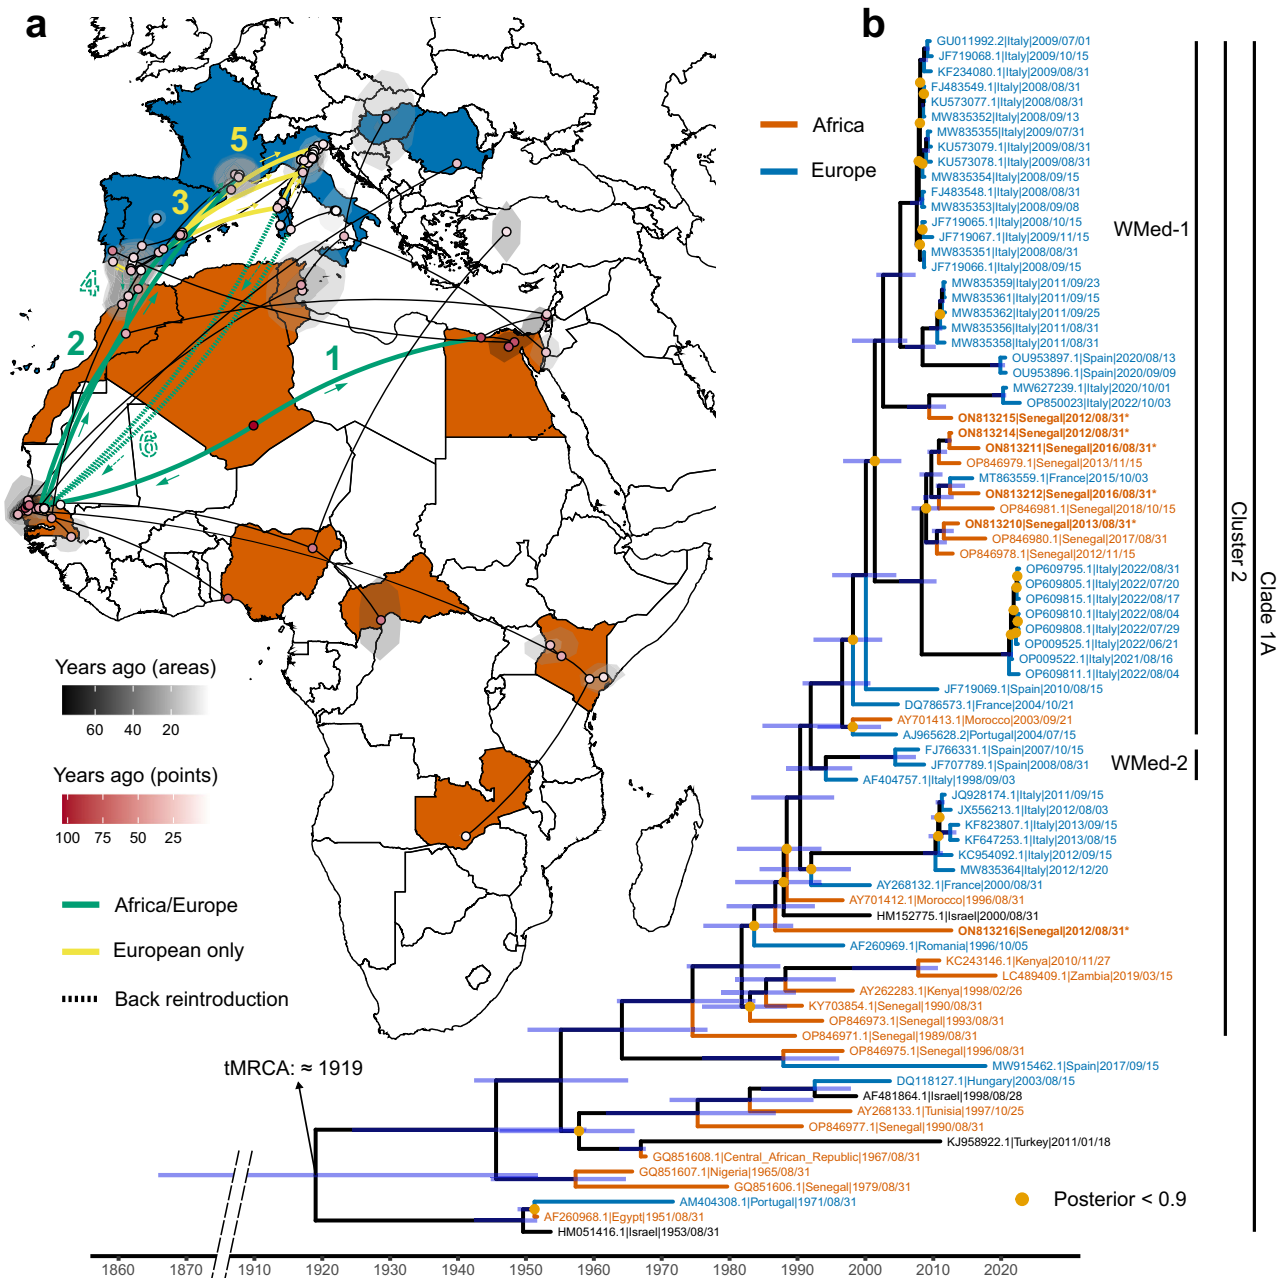 a
b
5
3
4
2
1
6
Years ago (areas)
60 40 20
Years ago (points)
100 75 50 25
Africa/Europe
European only
Back reintroduction
Africa
Europe
GU011992.2|Italy|2009/07/01
JF719068.1|Italy|2009/10/15
KF234080.1|Italy|2009/08/31
FJ483549.1|Italy|2008/08/31
KU573077.1|Italy|2008/08/31
MW835352|Italy|2008/09/13
MW835355|Italy|2009/07/31
KU573079.1|Italy|2009/08/31
KU573078.1|Italy|2009/08/31
MW835354|Italy|2008/09/15
FJ483548.1|Italy|2008/08/31
MW835353|Italy|2008/09/08
JF719065.1|Italy|2008/10/15
JF719067.1|Italy|2009/11/15
MW835351|Italy|2008/08/31
JF719066.1|Italy|2008/09/15
MW835359|Italy|2011/09/23
MW835361|Italy|2011/09/15
MW835362|Italy|2011/09/25
MW835356|Italy|2011/08/31
MW835358|Italy|2011/08/31
OU953897.1|Spain|2020/08/13
OU953896.1|Spain|2020/09/09
MW627239.1|Italy|2020/10/01
OP850023|Italy|2022/10/03
ON813215|Senegal|2012/08/31*
ON813214|Senegal|2012/08/31*
ON813211|Senegal|2016/08/31*
OP846979.1|Senegal|2013/11/15
MT863559.1|France|2015/10/03
ON813212|Senegal|2016/08/31*
OP846981.1|Senegal|2018/10/15
ON813210|Senegal|2013/08/31*
OP846980.1|Senegal|2017/08/31
OP846978.1|Senegal|2012/11/15
OP609795.1|Italy|2022/08/31
OP609805.1|Italy|2022/07/20
OP609815.1|Italy|2022/08/17
OP609810.1|Italy|2022/08/04
OP609808.1|Italy|2022/07/29
OP009525.1|Italy|2022/06/21
OP009522.1|Italy|2021/08/16
OP609811.1|Italy|2022/08/04
JF719069.1|Spain|2010/08/15
DQ786573.1|France|2004/10/21
AY701413.1|Morocco|2003/09/21
AJ965628.2|Portugal|2004/07/15
FJ766331.1|Spain|2007/10/15
JF707789.1|Spain|2008/08/31
AF404757.1|Italy|1998/09/03
JQ928174.1|Italy|2011/09/15
JX556213.1|Italy|2012/08/03
KF823807.1|Italy|2013/09/15
KF647253.1|Italy|2013/08/15
KC954092.1|Italy|2012/09/15
MW835364|Italy|2012/12/20
AY268132.1|France|2000/08/31
AY701412.1|Morocco|1996/08/31
HM152775.1|Israel|2000/08/31
ON813216|Senegal|2012/08/31*
AF260969.1|Romania|1996/10/05
KC243146.1|Kenya|2010/11/27
LC489409.1|Zambia|2019/03/15
AY262283.1|Kenya|1998/02/26
KY703854.1|Senegal|1990/08/31
OP846973.1|Senegal|1993/08/31
OP846971.1|Senegal|1989/08/31
OP846975.1|Senegal|1996/08/31
MW915462.1|Spain|2017/09/15
DQ118127.1|Hungary|2003/08/15
AF481864.1|Israel|1998/08/28
AY268133.1|Tunisia|1997/10/25
OP846977.1|Senegal|1990/08/31
KJ958922.1|Turkey|2011/01/18
GQ851608.1|Central_African_Republic|1967/08/31
GQ851607.1|Nigeria|1965/08/31
GQ851606.1|Senegal|1979/08/31
AM404308.1|Portugal|1971/08/31
AF260968.1|Egypt|1951/08/31
HM051416.1|Israel|1953/08/31
WMed-1
WMed-2
Cluster 2
Clade 1A
tMRCA: ≈ 1919
Posterior < 0.9
1860 1870 1910 1920 1930 1940 1950 1960 1970 1980 1990 2000 2010 2020